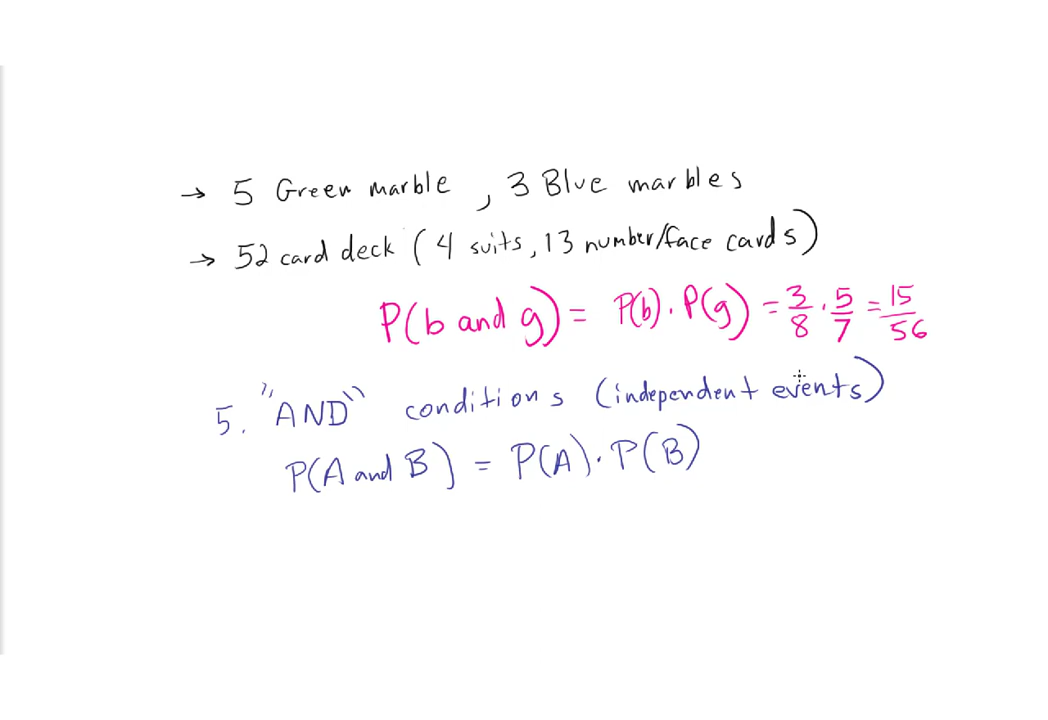 → 5 Green marble, 3 Blue marbles
→ 52 card deck (4 suits, 13 number/face cards)
P(b and g) = P(b) · P(g) = 3/8 · 5/7 = 15/56
5. "AND" conditions (independent events)
P(A and B) = P(A) · P(B)